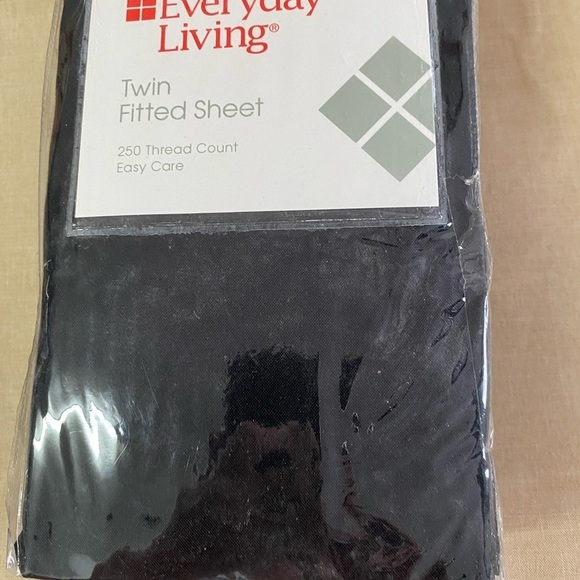 Everyday
Living®
Twin
Fitted Sheet
250 Thread Count
Easy Care